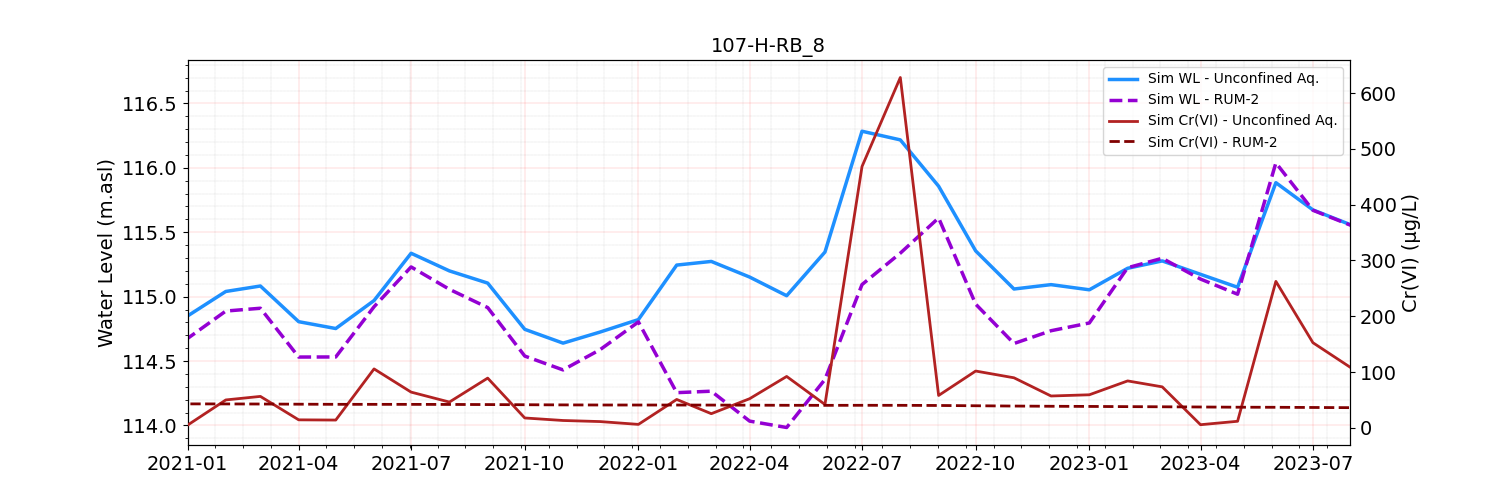 107-H-RB_8
Water Level (m.asl)
116.5
116.0
115.5
115.0
114.5
114.0
Sim WL - Unconfined Aq.
Sim WL - RUM-2
Sim Cr(VI) - Unconfined Aq.
Sim Cr(VI) - RUM-2
600
500
400
300
200
100
0
Cr(VI) (μg/L)
2021-01 2021-04 2021-07 2021-10 2022-01 2022-04 2022-07 2022-10 2023-01 2023-04 2023-07